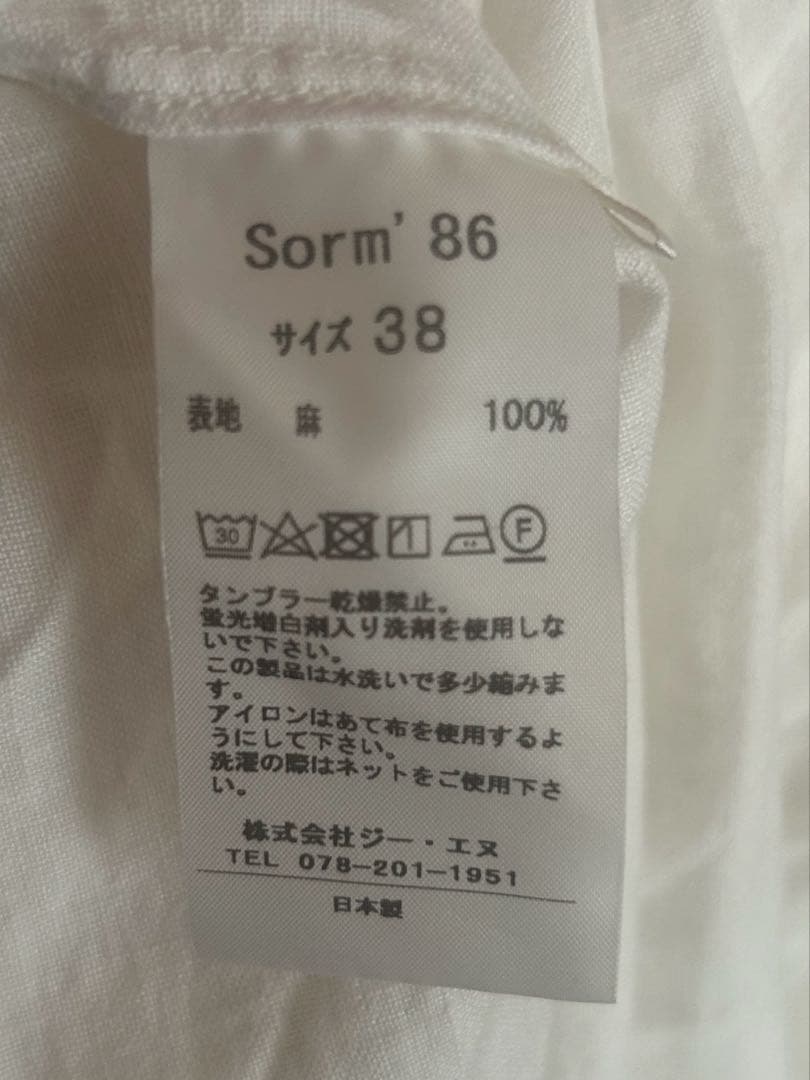 Sorm' 86
サイズ 38
表地 麻 100%
30 F
タンブラー乾燥禁止。
蛍光増白剤入り洗剤を使用しな
いで下さい。
この製品は水洗いで多少縮みま
す。
アイロンはあて布を使用するよ
うにして下さい。
洗濯の際はネットをご使用下さ
い。
株式会社ジー・エヌ
TEL 078-201-1951
日本製